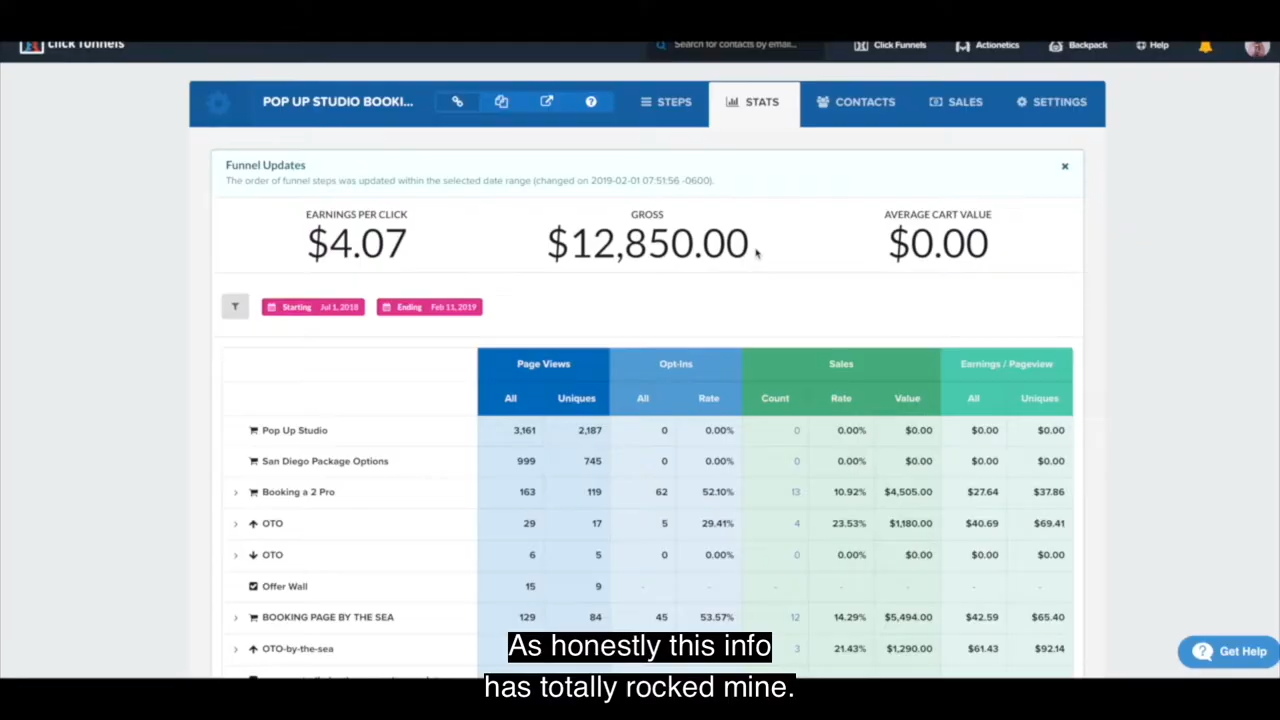 click funnels Search for contacts by email... Click Funnels Actionetics Backpack Help
POP UP STUDIO BOOKI... STEPS STATS CONTACTS SALES SETTINGS
Funnel Updates
The order of funnel steps was updated within the selected date range (changed on 2019-02-01 07:51:56 -0600).
EARNINGS PER CLICK GROSS AVERAGE CART VALUE
$4.07 $12,850.00 $0.00
Starting Jul 1, 2018 Ending Feb 11, 2019
Page Views Opt-Ins Sales Earnings / Pageview
All Uniques All Rate Count Rate Value All Uniques
Pop Up Studio 3,161 2,187 0 0.00% 0 0.00% $0.00 $0.00 $0.00
San Diego Package Options 999 745 0 0.00% 0 0.00% $0.00 $0.00 $0.00
Booking a 2 Pro 163 119 62 52.10% 13 10.92% $4,505.00 $27.64 $37.86
OTO 29 17 5 29.41% 4 23.53% $1,180.00 $40.69 $69.41
OTO 6 5 0 0.00% 0 0.00% $0.00 $0.00 $0.00
Offer Wall 15 9 - - - - - - -
BOOKING PAGE BY THE SEA 129 84 45 53.57% 12 14.29% $5,494.00 $42.59 $65.40
OTO-by-the-sea 3 21.43% $1,290.00 $61.43 $92.14
Get Help
As honestly this info
has totally rocked mine.